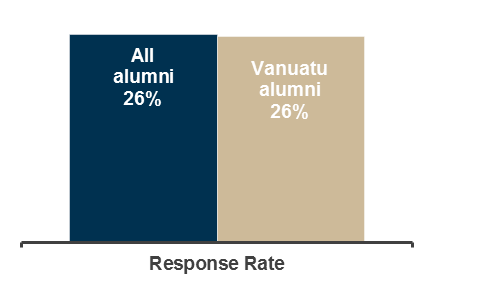 All
alumni
26%
Vanuatu
alumni
26%
Response Rate